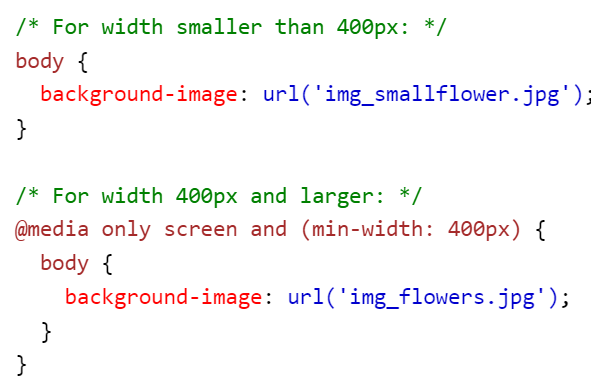 /* For width smaller than 400px: */
body {
  background-image: url('img_smallflower.jpg');
}

/* For width 400px and larger: */
@media only screen and (min-width: 400px) {
  body {
    background-image: url('img_flowers.jpg');
  }
}